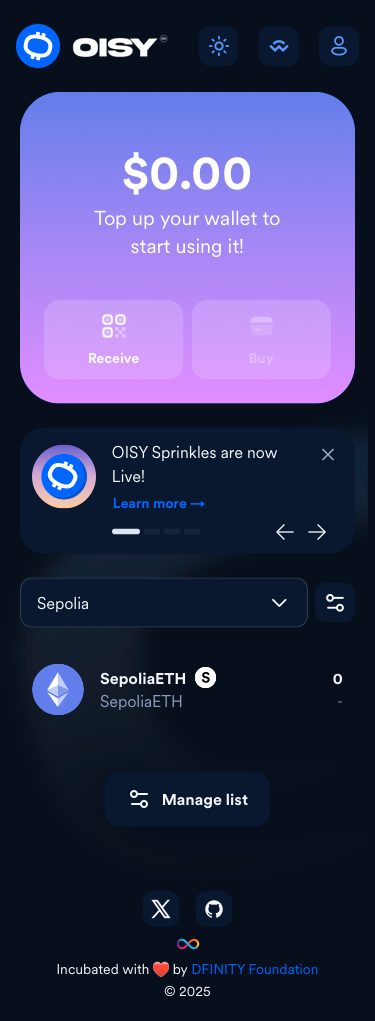 OISY
$0.00
Top up your wallet to
start using it!
Receive
Buy
OISY Sprinkles are now
Live!
Learn more →
Sepolia
SepoliaETH S
0
SepoliaETH
-
Manage list
Incubated with ❤️ by DFINITY Foundation
© 2025